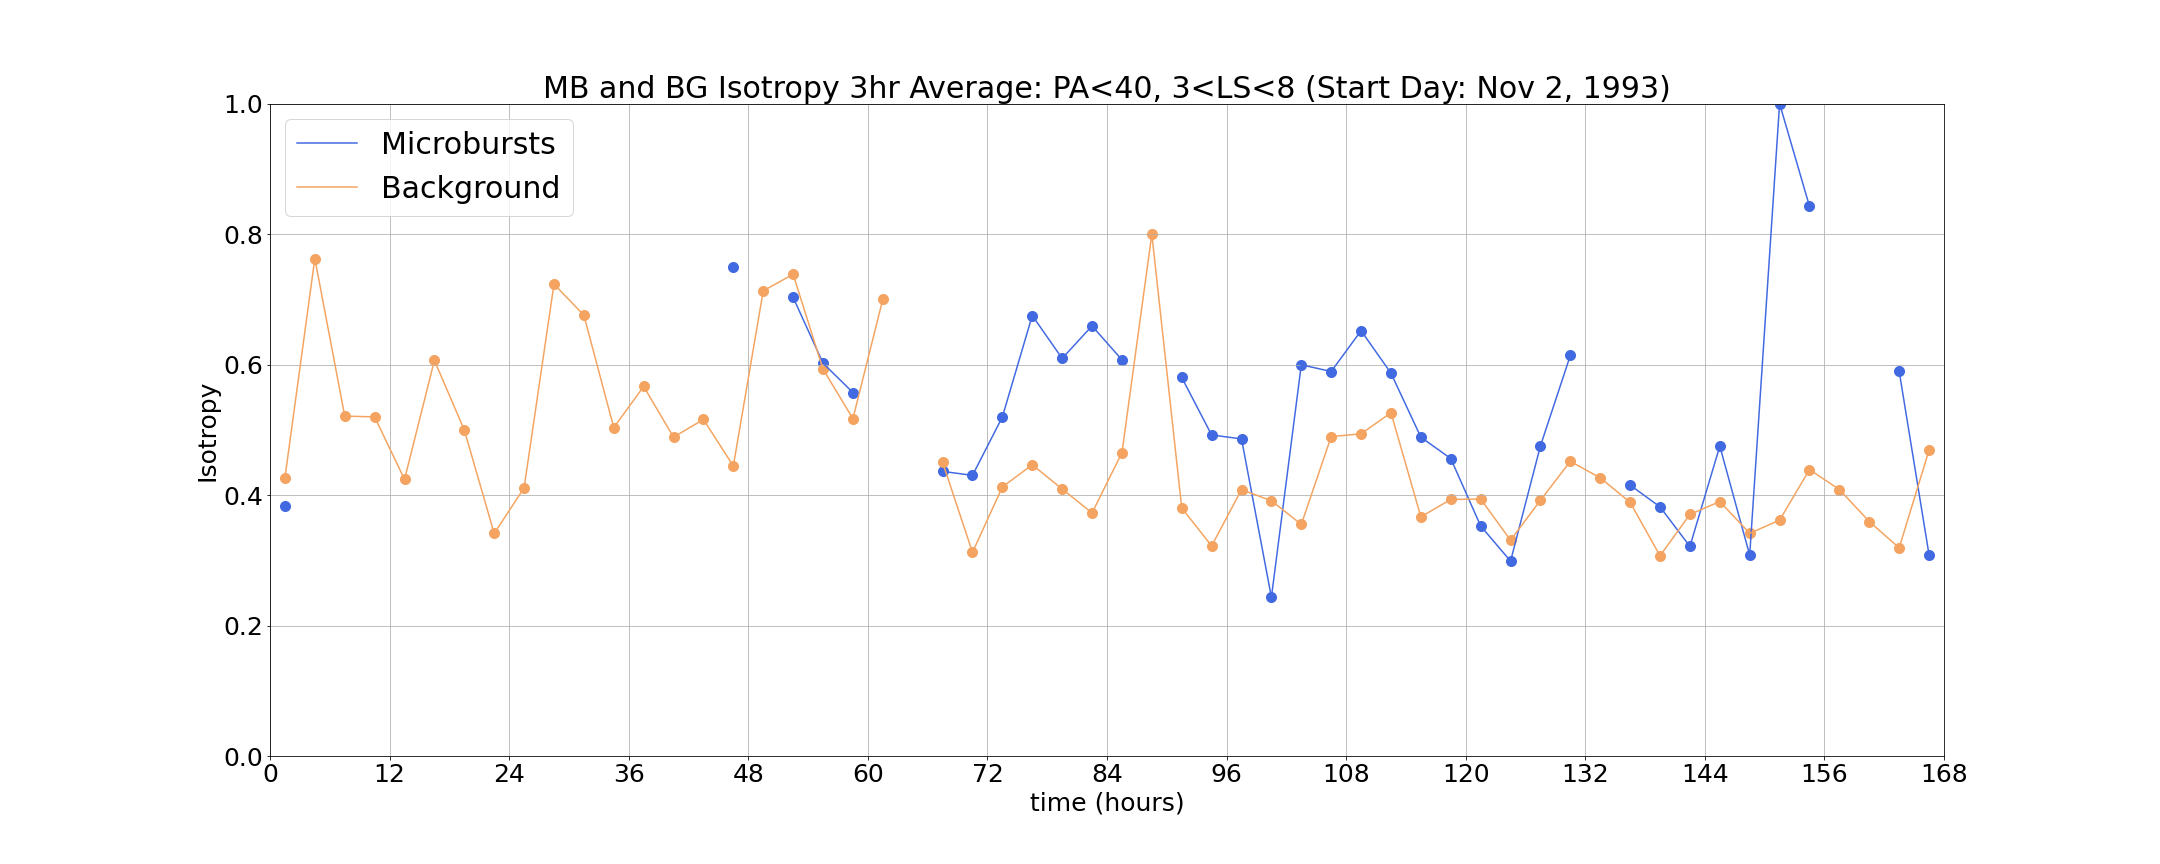 MB and BG Isotropy 3hr Average: PA<40, 3<LS<8 (Start Day: Nov 2, 1993)
Microbursts
Background
Isotropy
1.0
0.8
0.6
0.4
0.2
0.0
0 12 24 36 48 60 72 84 96 108 120 132 144 156 168
time (hours)